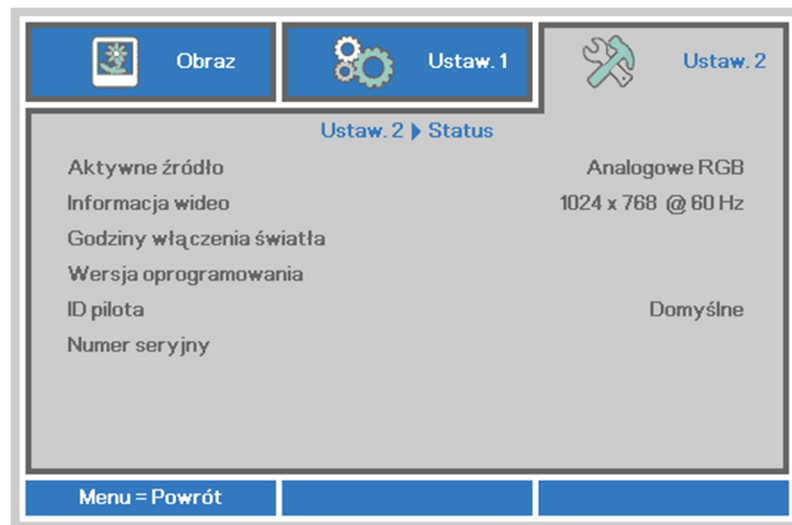 Obraz
Ustaw. 1
Ustaw. 2
Ustaw. 2 ▶ Status
Aktywne źródło Analogowe RGB
Informacja wideo 1024 x 768 @ 60 Hz
Godziny włączenia światła
Wersja oprogramowania
ID pilota Domyślne
Numer seryjny
Menu = Powrót